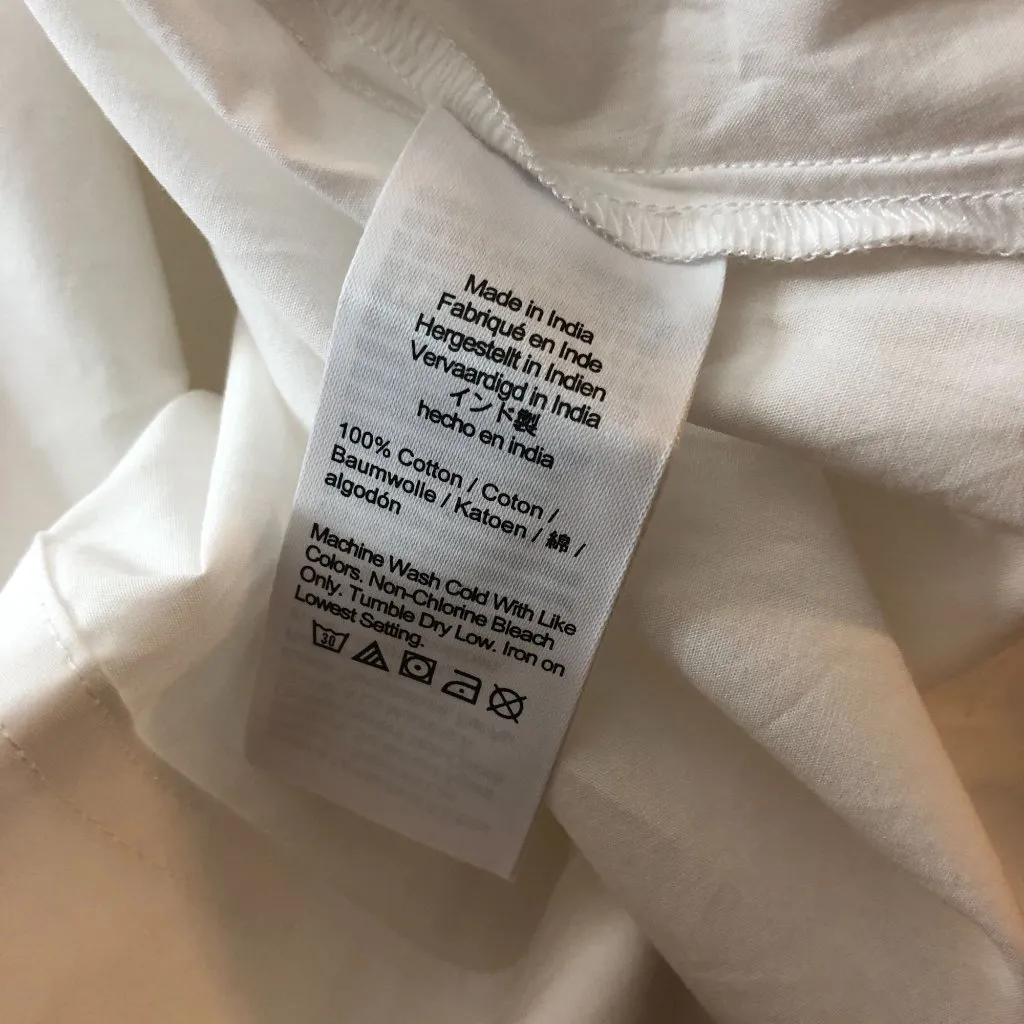 Made in India
Fabriqué en Inde
Hergestellt in Indien
Vervaardigd in India
インド製
hecho en india
100% Cotton / Coton /
Baumwolle / Katoen / 綿 /
algodón
Machine Wash Cold With Like
Colors. Non-Chlorine Bleach
Only. Tumble Dry Low. Iron on
Lowest Setting.
30